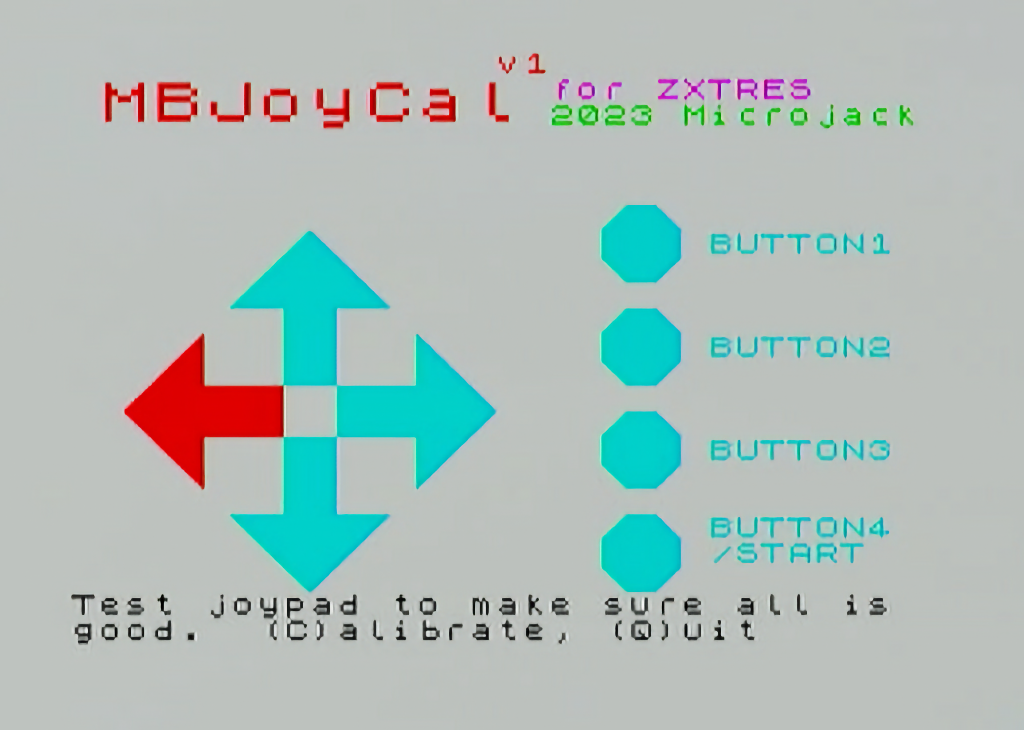 MBJoyCal v1
for ZXTRES
2023 Microjack
BUTTON1
BUTTON2
BUTTON3
BUTTON4
/START
Test joypad to make sure all is
good. (C)alibrate, (Q)uit